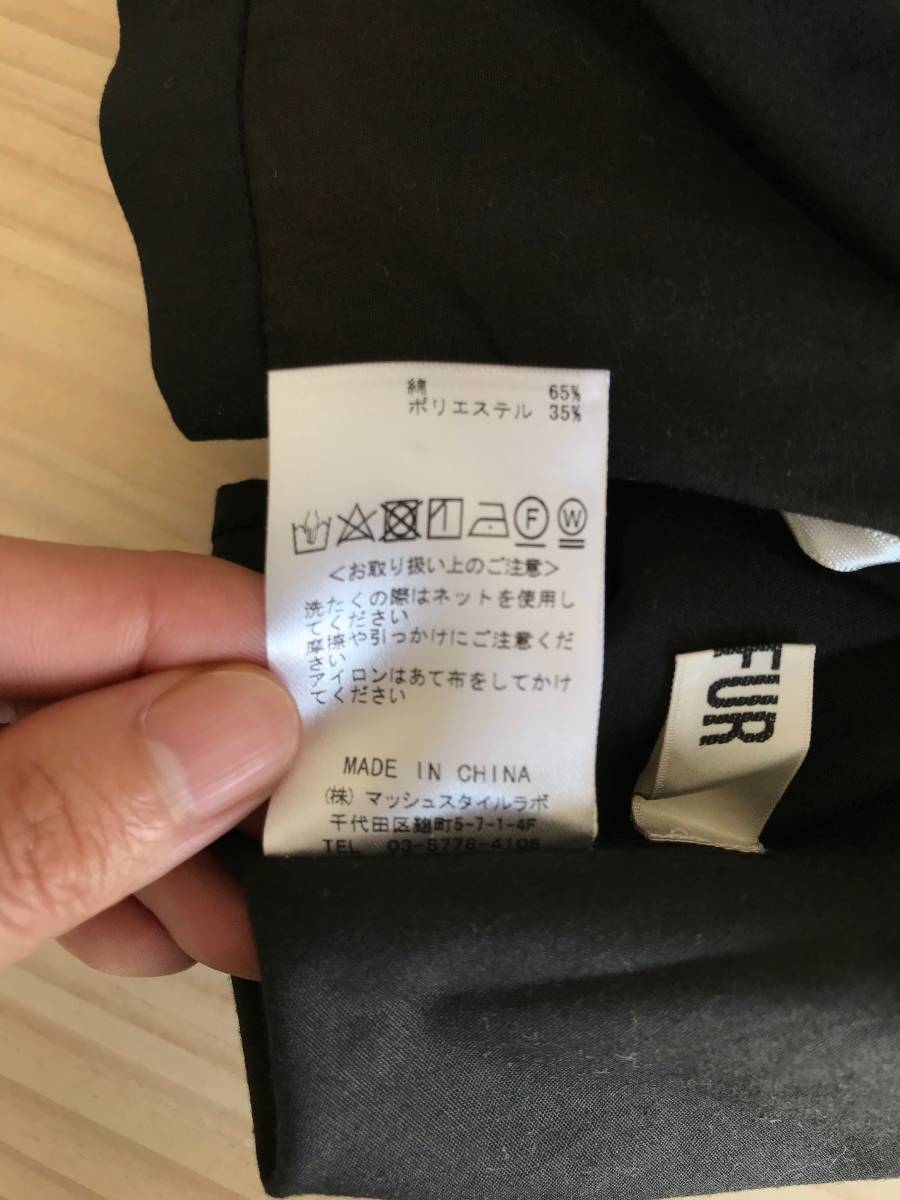 綿 65%
ポリエステル 35%
F W
<お取り扱い上のご注意>
洗たくの際はネットを使用し
てください
摩擦や引っかけにご注意くだ
さい
アイロンはあて布をしてかけ
てください
MADE IN CHINA
(株) マッシュスタイルラボ
千代田区麹町5-7-1-4F
TEL 03-5778-4105
FUR